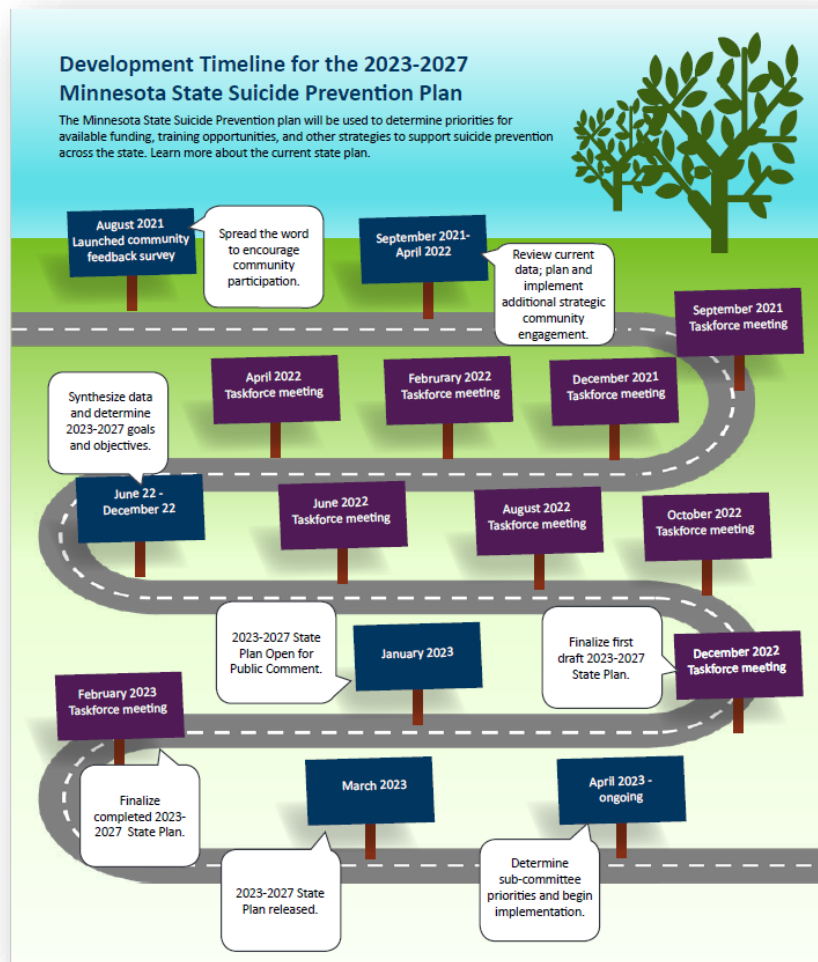 Development Timeline for the 2023-2027
Minnesota State Suicide Prevention Plan
The Minnesota State Suicide Prevention plan will be used to determine priorities for
available funding, training opportunities, and other strategies to support suicide prevention
across the state. Learn more about the current state plan.
August 2021
Launched community
feedback survey
Spread the word
to encourage
community
participation.
September 2021-
April 2022
Review current
data; plan and
implement
additional strategic
community
engagement.
September 2021
Taskforce meeting
December 2021
Taskforce meeting
Februrary 2022
Taskforce meeting
April 2022
Taskforce meeting
Synthesize data
and determine
2023-2027 goals
and objectives.
June 22 -
December 22
June 2022
Taskforce meeting
August 2022
Taskforce meeting
October 2022
Taskforce meeting
December 2022
Taskforce meeting
Finalize first
draft 2023-2027
State Plan.
January 2023
2023-2027 State
Plan Open for
Public Comment.
February 2023
Taskforce meeting
Finalize
completed 2023-
2027 State Plan.
March 2023
2023-2027 State
Plan released.
April 2023 -
ongoing
Determine
sub-committee
priorities and begin
implementation.